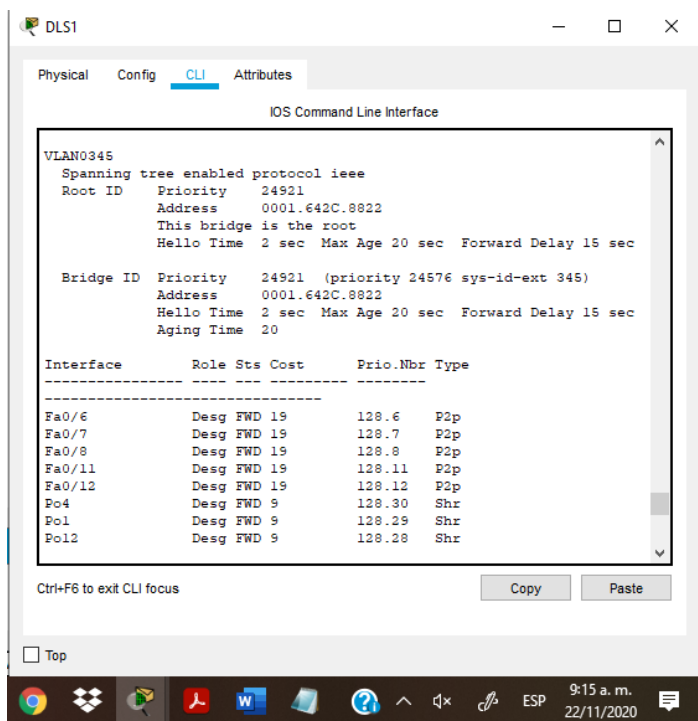 DLS1
Physical Config CLI Attributes
IOS Command Line Interface
VLAN0345
Spanning tree enabled protocol ieee
Root ID Priority 24921
Address 0001.642C.8822
This bridge is the root
Hello Time 2 sec Max Age 20 sec Forward Delay 15 sec
Bridge ID Priority 24921 (priority 24576 sys-id-ext 345)
Address 0001.642C.8822
Hello Time 2 sec Max Age 20 sec Forward Delay 15 sec
Aging Time 20
Interface Role Sts Cost Prio.Nbr Type
---------------- ---- --- --------- --------
--------------------------------
Fa0/6 Desg FWD 19 128.6 P2p
Fa0/7 Desg FWD 19 128.7 P2p
Fa0/8 Desg FWD 19 128.8 P2p
Fa0/11 Desg FWD 19 128.11 P2p
Fa0/12 Desg FWD 19 128.12 P2p
Po4 Desg FWD 9 128.30 Shr
Po1 Desg FWD 9 128.29 Shr
Po12 Desg FWD 9 128.28 Shr
Ctrl+F6 to exit CLI focus
Copy Paste
Top
ESP 9:15 a. m.
22/11/2020